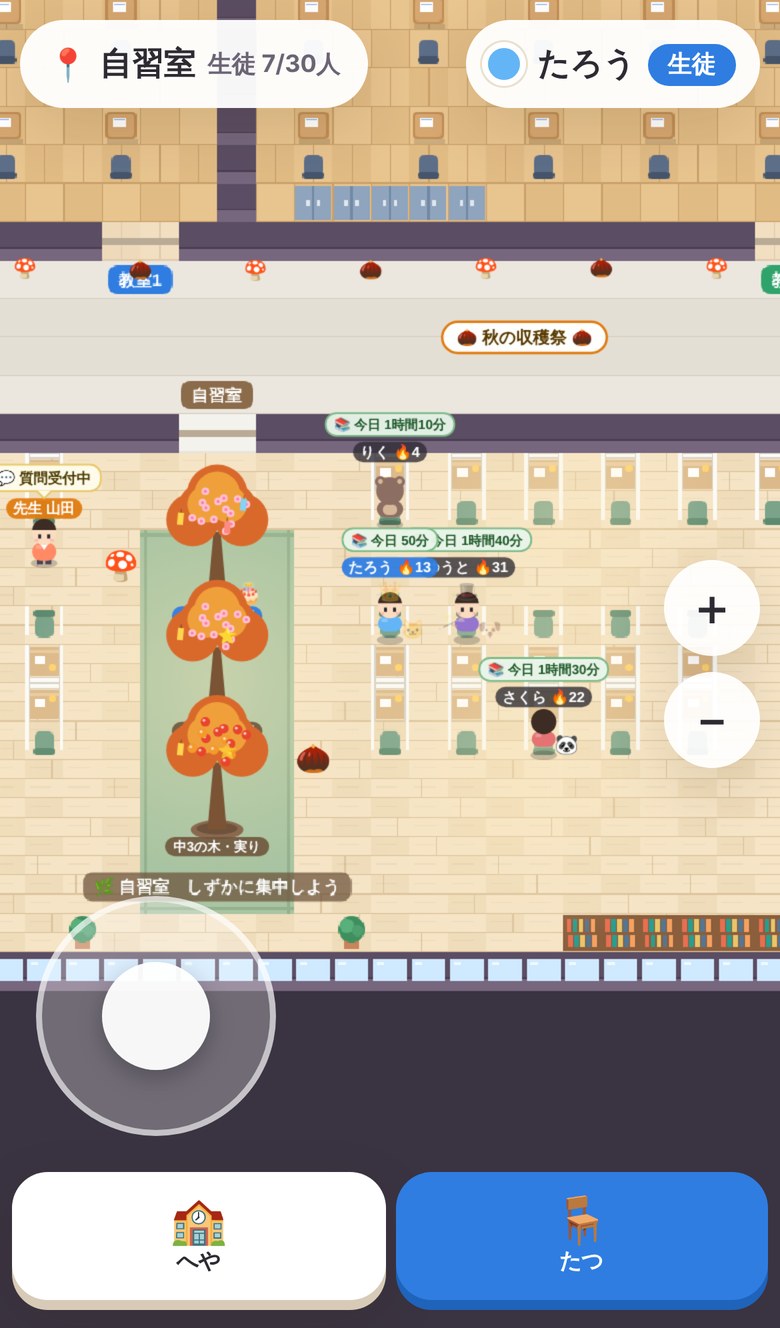 自習室 生徒 7/30人
たろう 生徒
教室1
秋の収穫祭
自習室
今日 1時間10分
りく 4
質問受付中
先生 山田
今日 50分
1時間40分
たろう 13
うと 31
今日 1時間30分
さくら 22
中3の木・実り
自習室 しずかに集中しよう
へや
たつ